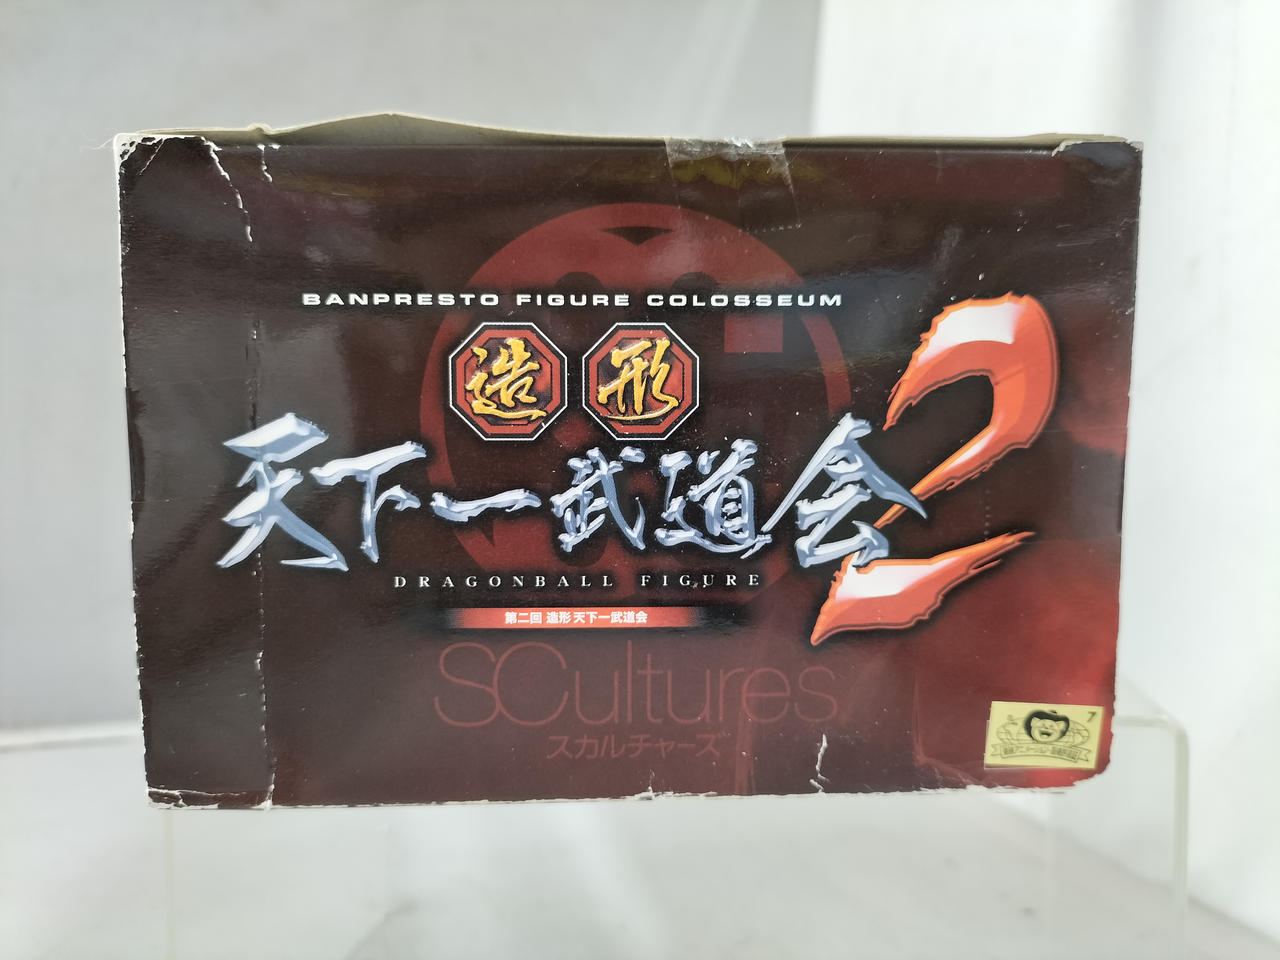 BANPRESTO FIGURE COLOSSEUM
造形
天下一武道会2
DRAGONBALL FIGURE
第二回 造形 天下一武道会
SCultures
スカルチャーズ
7